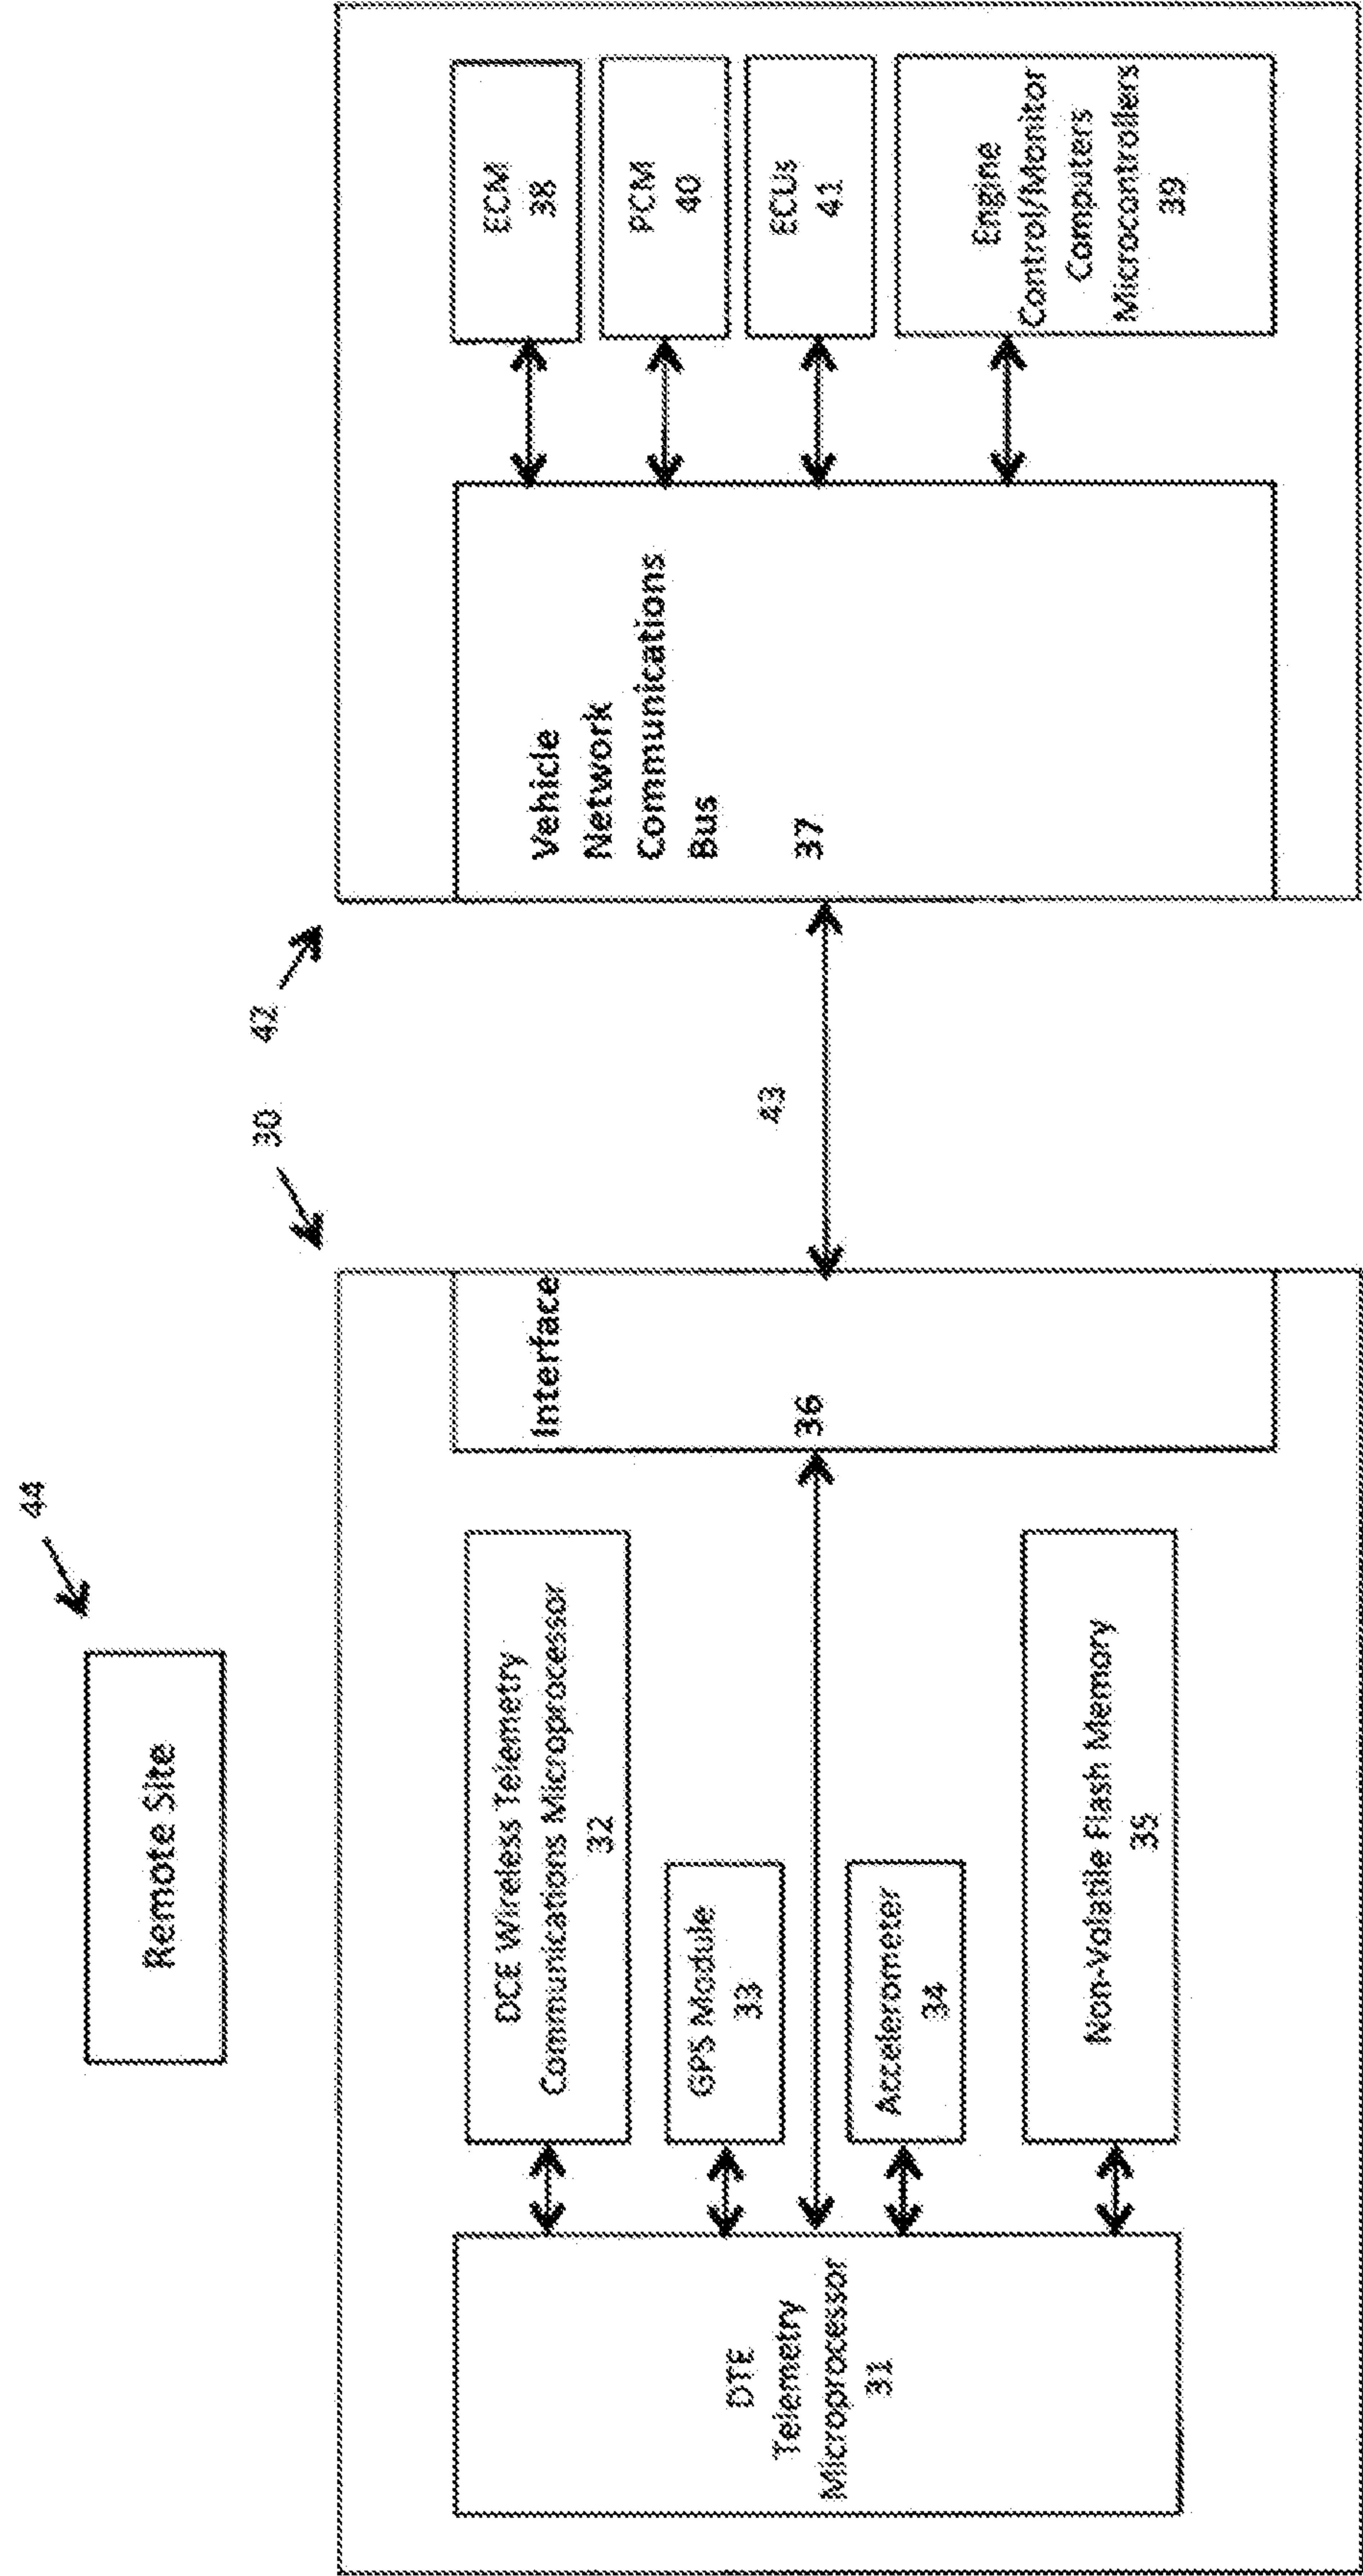 44
Remote Site
30
42
DTE
Telemetry
Microprocessor
31
DCE Wireless Telemetry
Communications Microprocessor
32
GPS Module
33
Accelerometer
34
Non-Volatile Flash Memory
35
Interface
36
43
Vehicle
Network
Communications
Bus
37
ECM
38
PCM
40
ECUs
41
Engine
Control/Monitor
Computers
Microcontrollers
39